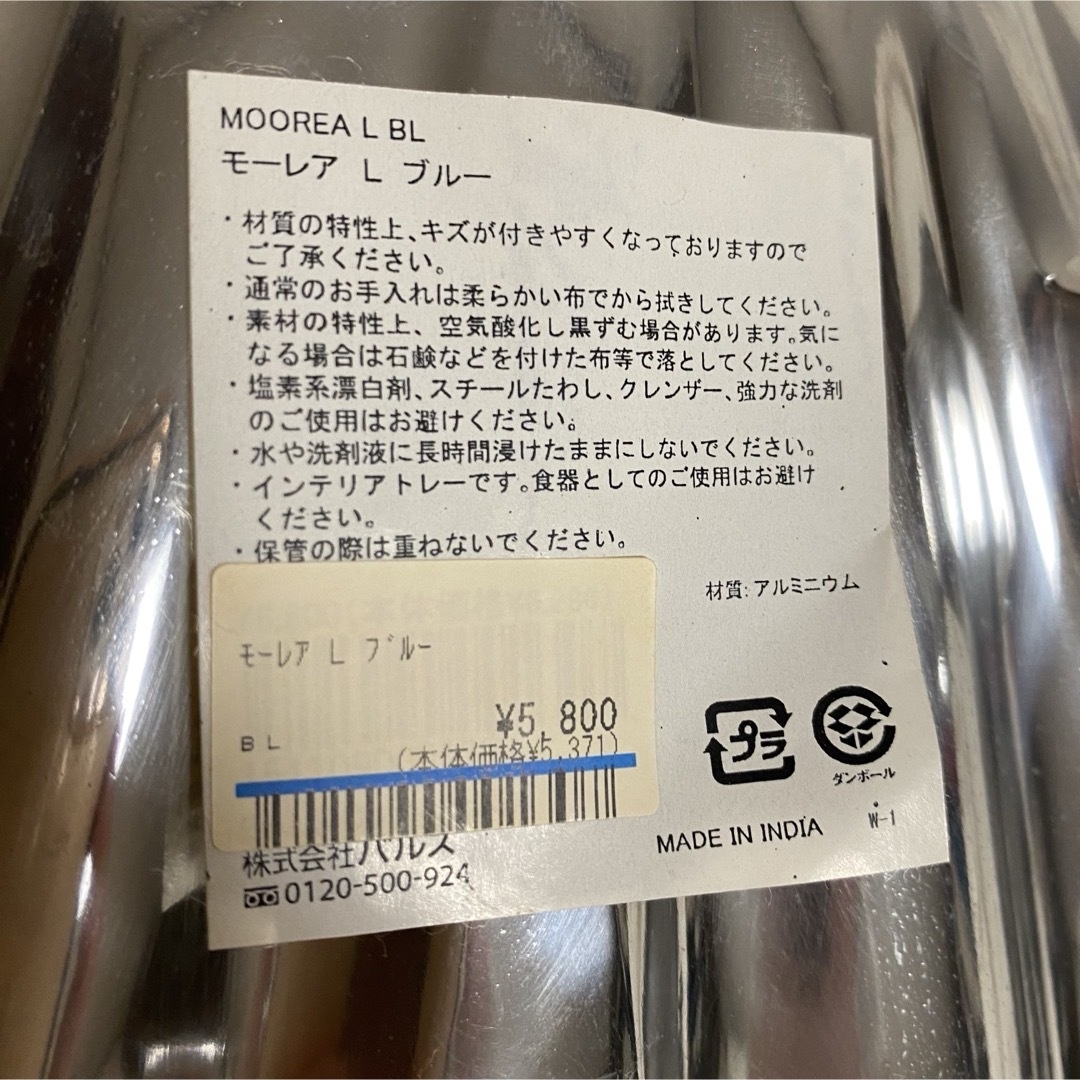 MOOREA L BL
モーレア L ブルー
・材質の特性上、キズが付きやすくなっておりますので
ご了承ください。
・通常のお手入れは柔らかい布でから拭きしてください。
・素材の特性上、空気酸化し黒ずむ場合があります。気に
なる場合は石鹸などを付けた布等で落としてください。
・塩素系漂白剤、スチールたわし、クレンザー、強力な洗剤
のご使用はお避けください。
・水や洗剤液に長時間浸けたままにしないでください。
・インテリアトレーです。食器としてのご使用はお避け
ください。
・保管の際は重ねないでください。
材質:アルミニウム
ﾓｰﾚｱ L ﾌﾞﾙｰ
¥5,800
BL
(本体価格¥5,371)
プラ
ダンボール
W-1
MADE IN INDIA
株式会社バルス
0120-500-924